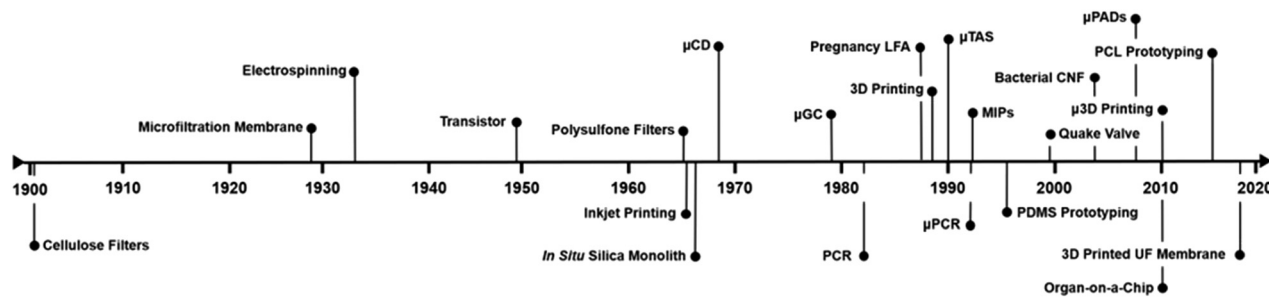 µPADs
µCD
Pregnancy LFA
µTAS
PCL Prototyping
Electrospinning
Bacterial CNF
3D Printing
µGC
MIPs
µ3D Printing
Microfiltration Membrane
Transistor
Polysulfone Filters
Quake Valve
1900 1910 1920 1930 1940 1950 1960 1970 1980 1990 2000 2010 2020
Inkjet Printing
PDMS Prototyping
µPCR
Cellulose Filters
In Situ Silica Monolith
PCR
3D Printed UF Membrane
Organ-on-a-Chip